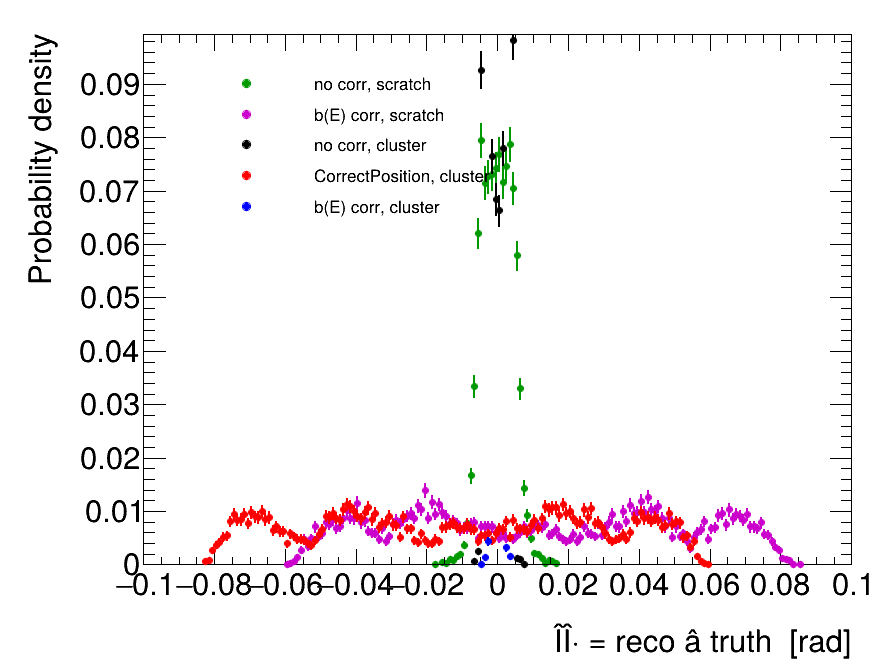 Probability density
0.09
0.08
0.07
0.06
0.05
0.04
0.03
0.02
0.01
0
no corr, scratch
b(E) corr, scratch
no corr, cluster
CorrectPosition, cluster
b(E) corr, cluster
−0.1 −0.08 −0.06 −0.04 −0.02 0 0.02 0.04 0.06 0.08 0.1
ÎÎ· = reco â truth [rad]